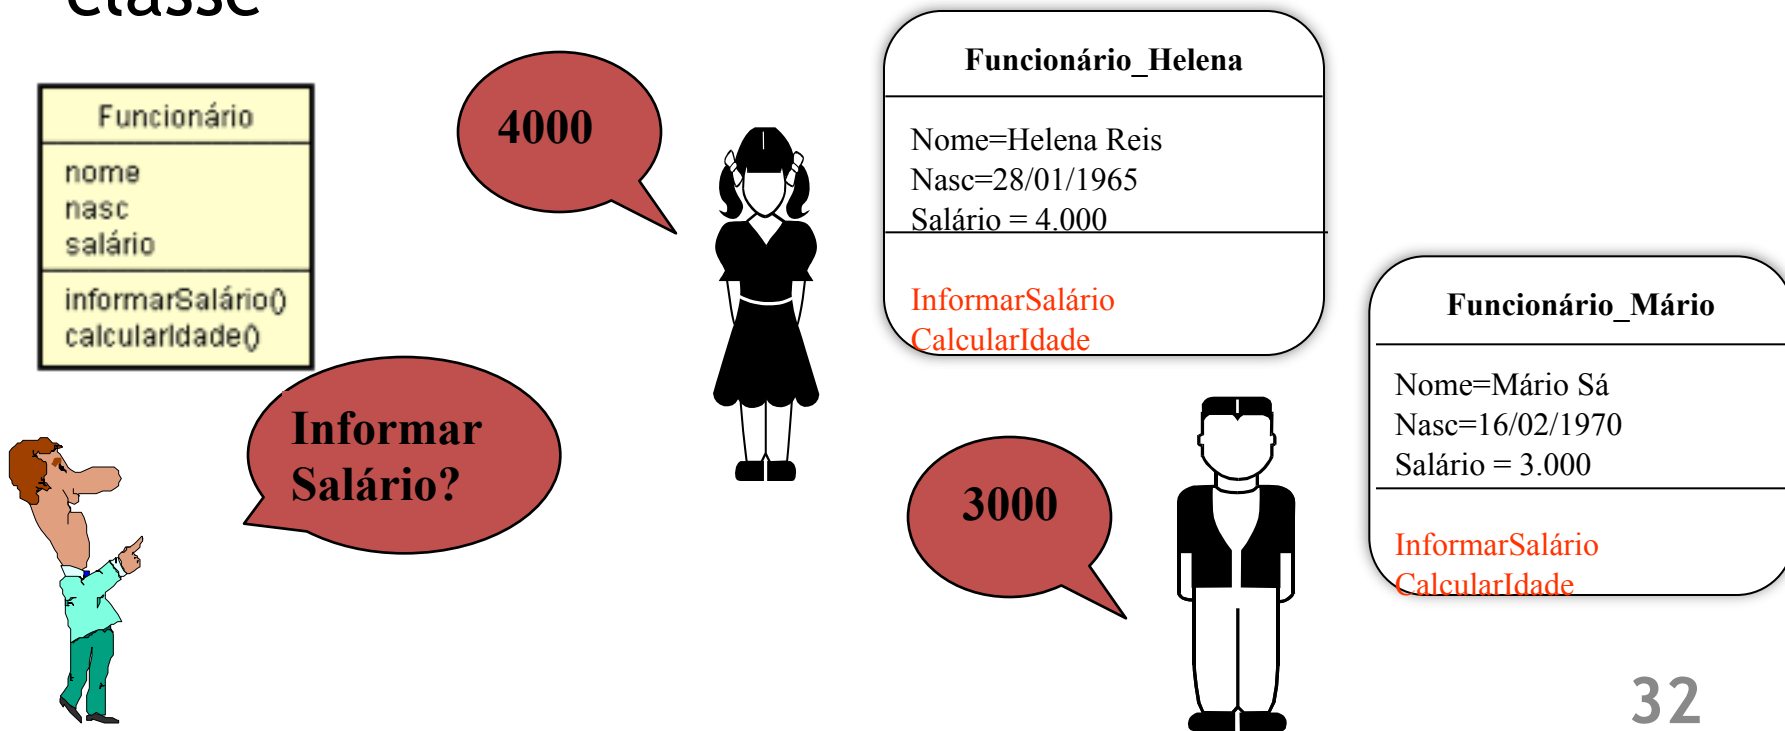 classe
Funcionário
nome
nasc
salário
informarSalário()
calcularIdade()
4000
Informar
Salário?
Funcionário_Helena
Nome=Helena Reis
Nasc=28/01/1965
Salário = 4.000
InformarSalário
CalcularIdade
3000
Funcionário_Mário
Nome=Mário Sá
Nasc=16/02/1970
Salário = 3.000
InformarSalário
CalcularIdade
32